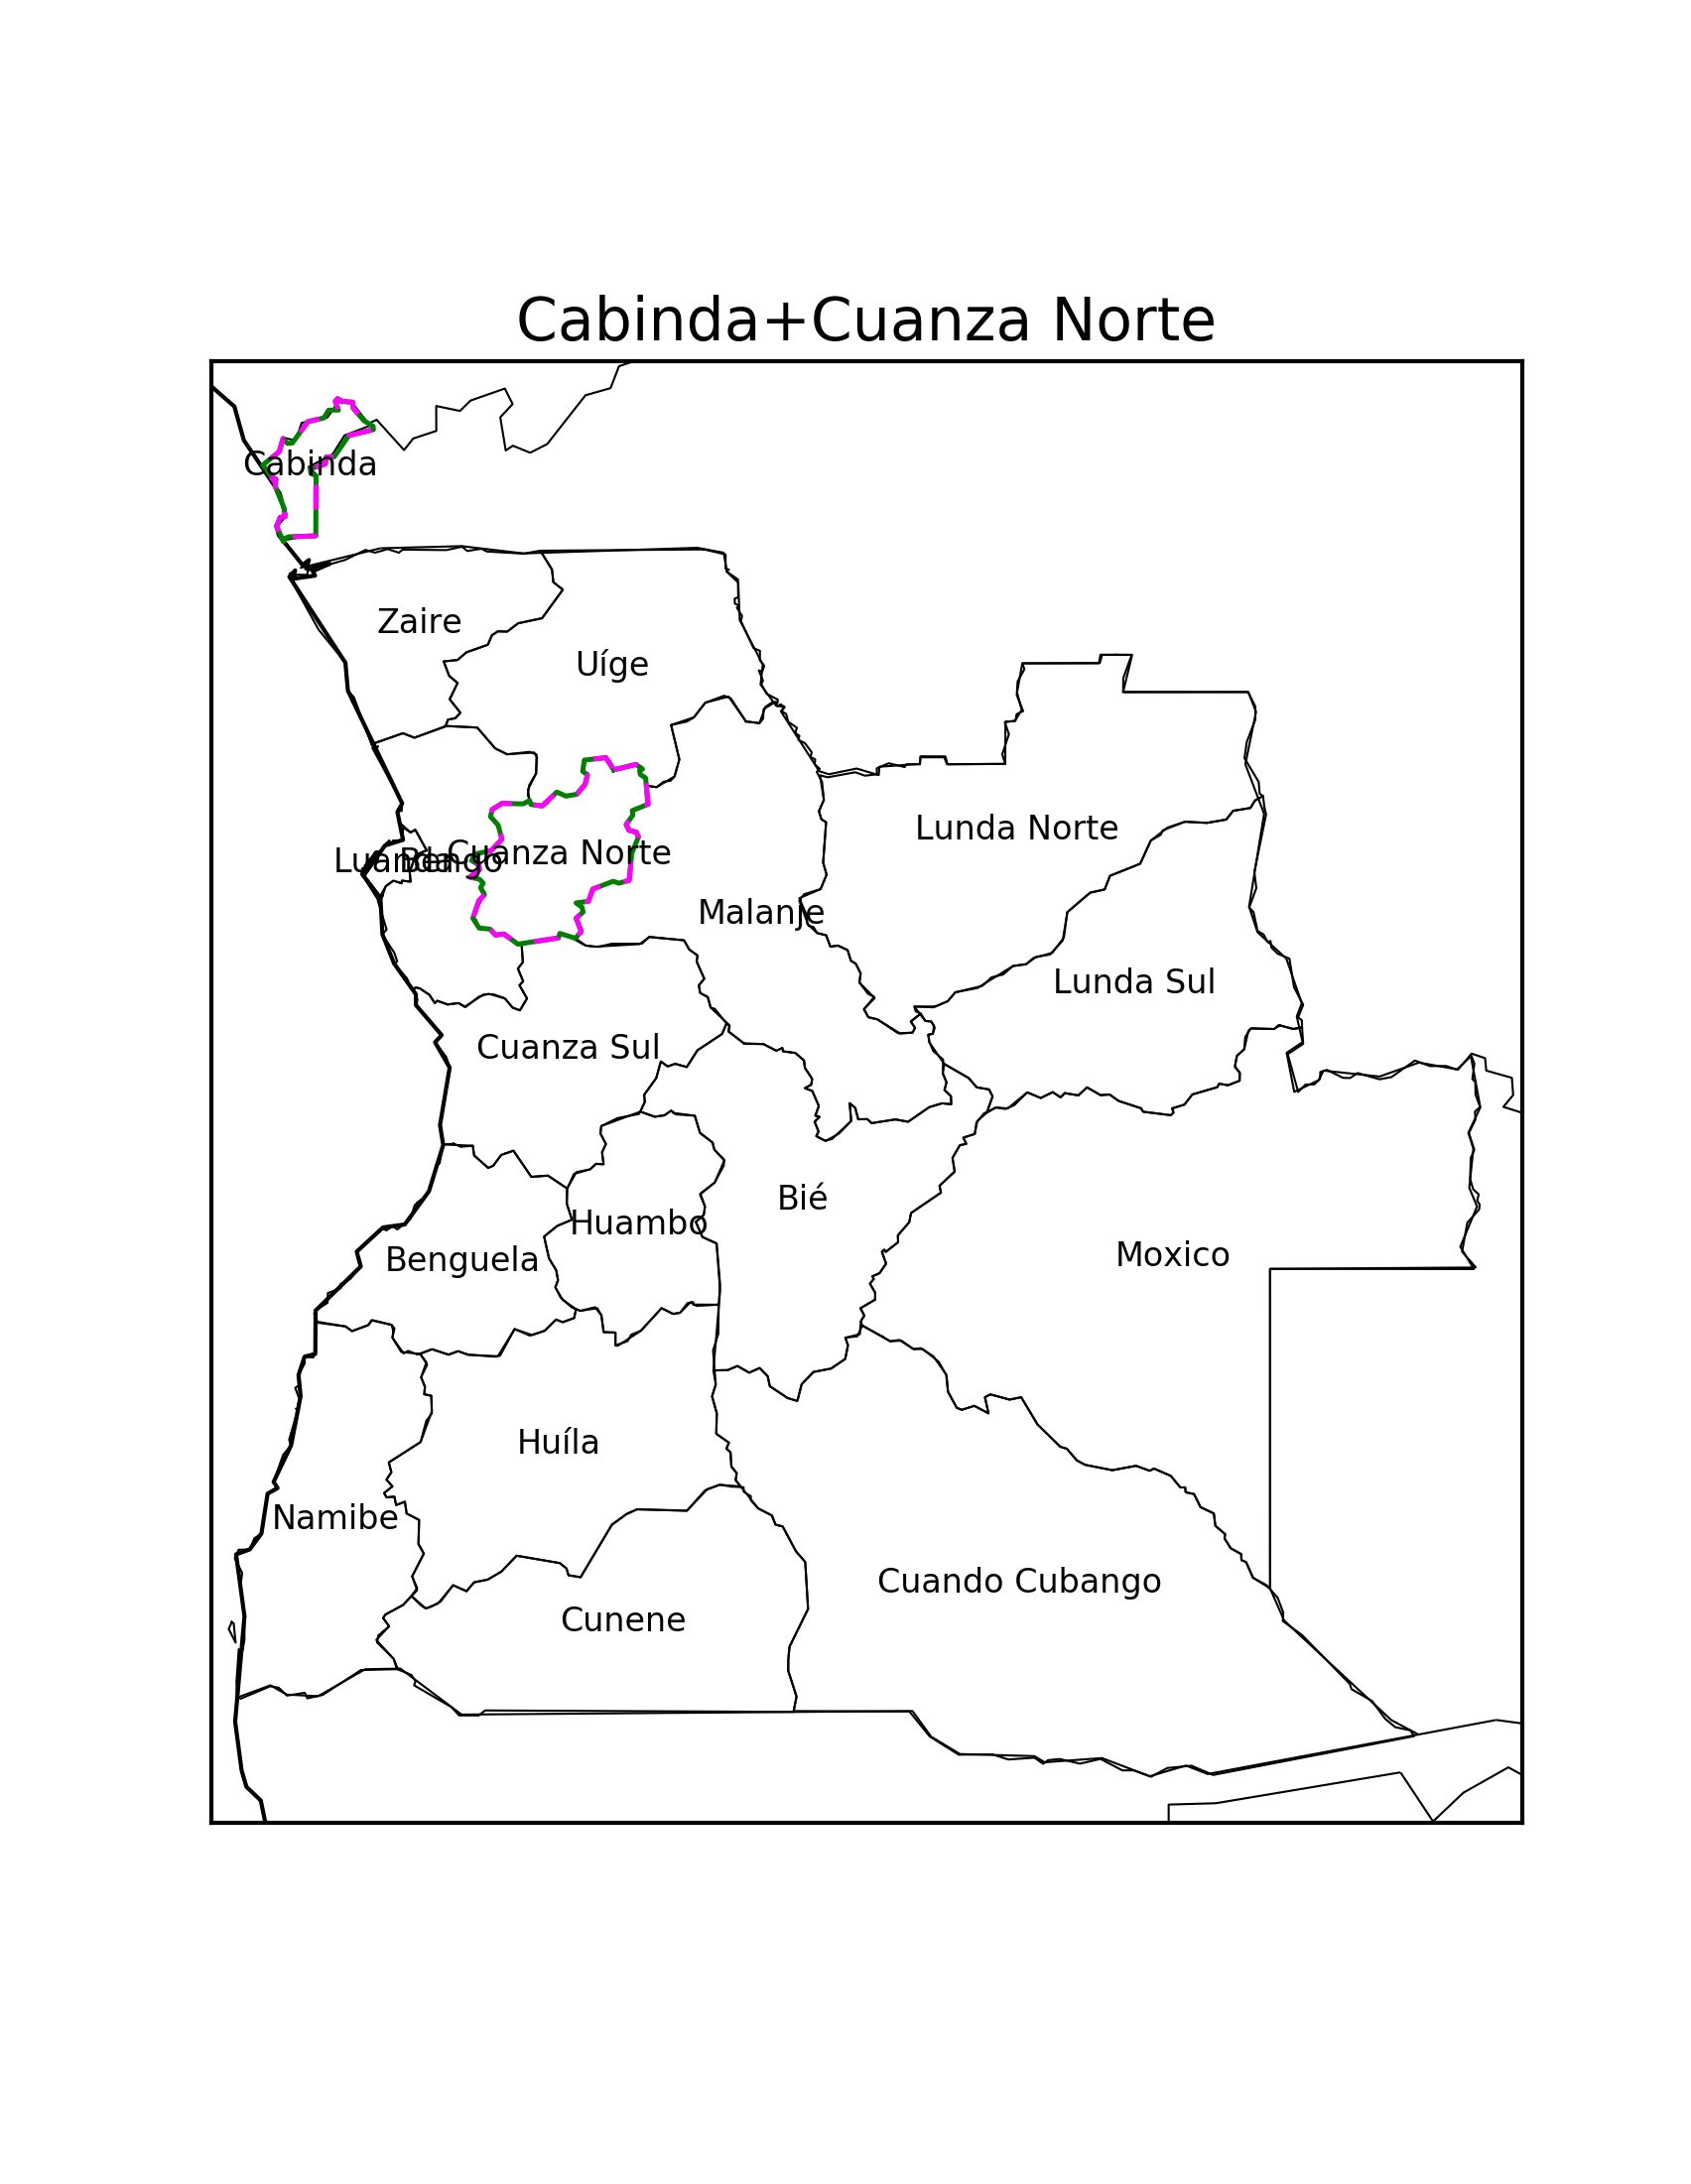 Cabinda+Cuanza Norte
Cabinda
Zaire
Uíge
Lunda Norte
Luanda
Bengo
Cuanza Norte
Malanje
Lunda Sul
Cuanza Sul
Bié
Huambo
Moxico
Benguela
Huíla
Namibe
Cuando Cubango
Cunene